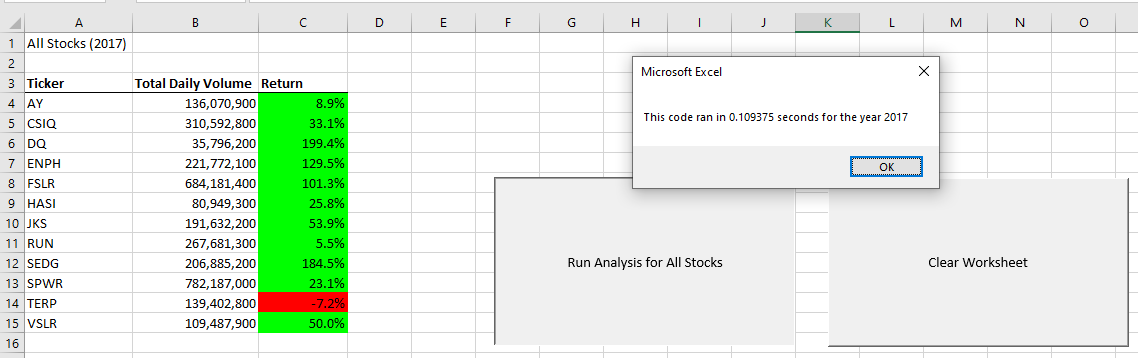 A B C D E F G H I J K L M N O
1 All Stocks (2017)
2
3 Ticker Total Daily Volume Return
4 AY 136,070,900 8.9%
5 CSIQ 310,592,800 33.1%
6 DQ 35,796,200 199.4%
7 ENPH 221,772,100 129.5%
8 FSLR 684,181,400 101.3%
9 HASI 80,949,300 25.8%
10 JKS 191,632,200 53.9%
11 RUN 267,681,300 5.5%
12 SEDG 206,885,200 184.5%
13 SPWR 782,187,000 23.1%
14 TERP 139,402,800 -7.2%
15 VSLR 109,487,900 50.0%
16
Microsoft Excel
This code ran in 0.109375 seconds for the year 2017
OK
Run Analysis for All Stocks
Clear Worksheet